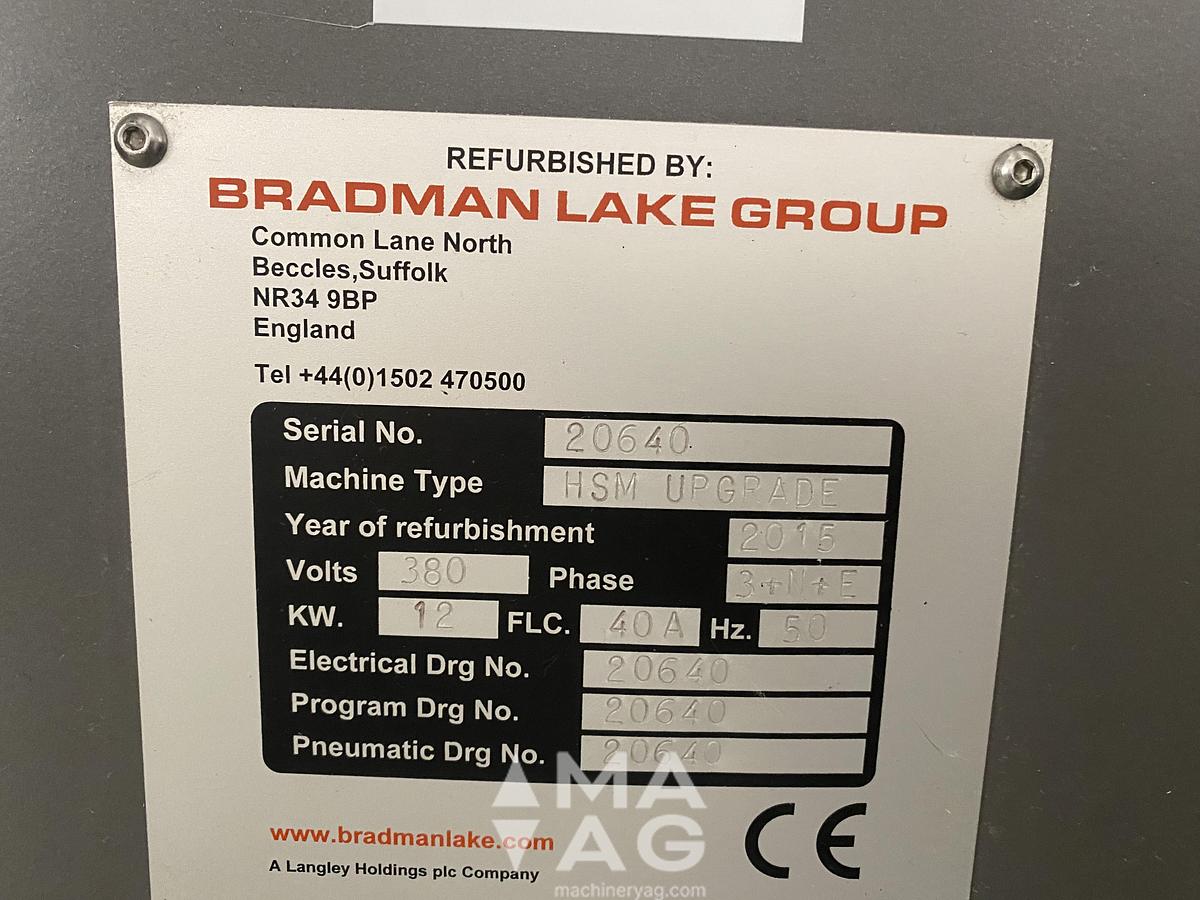 REFURBISHED BY:
BRADMAN LAKE GROUP
Common Lane North
Beccles,Suffolk
NR34 9BP
England
Tel +44(0)1502 470500
Serial No. 20640
Machine Type HSM UPGRADE
Year of refurbishment 2015
Volts 380 Phase 3+N+E
KW. 12 FLC. 40A Hz. 50
Electrical Drg No. 20640
Program Drg No. 20640
Pneumatic Drg No. 20640
www.bradmanlake.com
A Langley Holdings plc Company
CE
MA
AG
machineryag.com